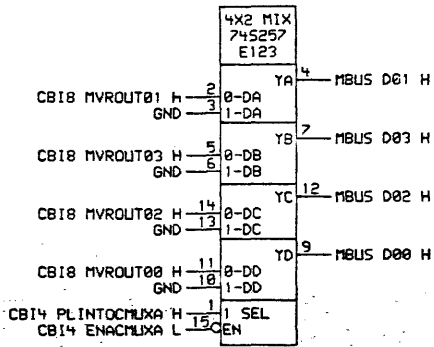 4X2 MIX
74S257
E123
YA 4 MBUS D01 H
CBI8 MVROUT01 H 2 0-DA
GND 3 1-DA
YB 7 MBUS D03 H
CBI8 MVROUT03 H 5 0-DB
GND 6 1-DB
YC 12 MBUS D02 H
CBI8 MVROUT02 H 14 0-DC
GND 13 1-DC
YD 9 MBUS D00 H
CBI8 MVROUT00 H 11 0-DD
GND 10 1-DD
CBI4 PLINTOCMUXA H 1 1 SEL
CBI4 ENACMUXA L 15 EN